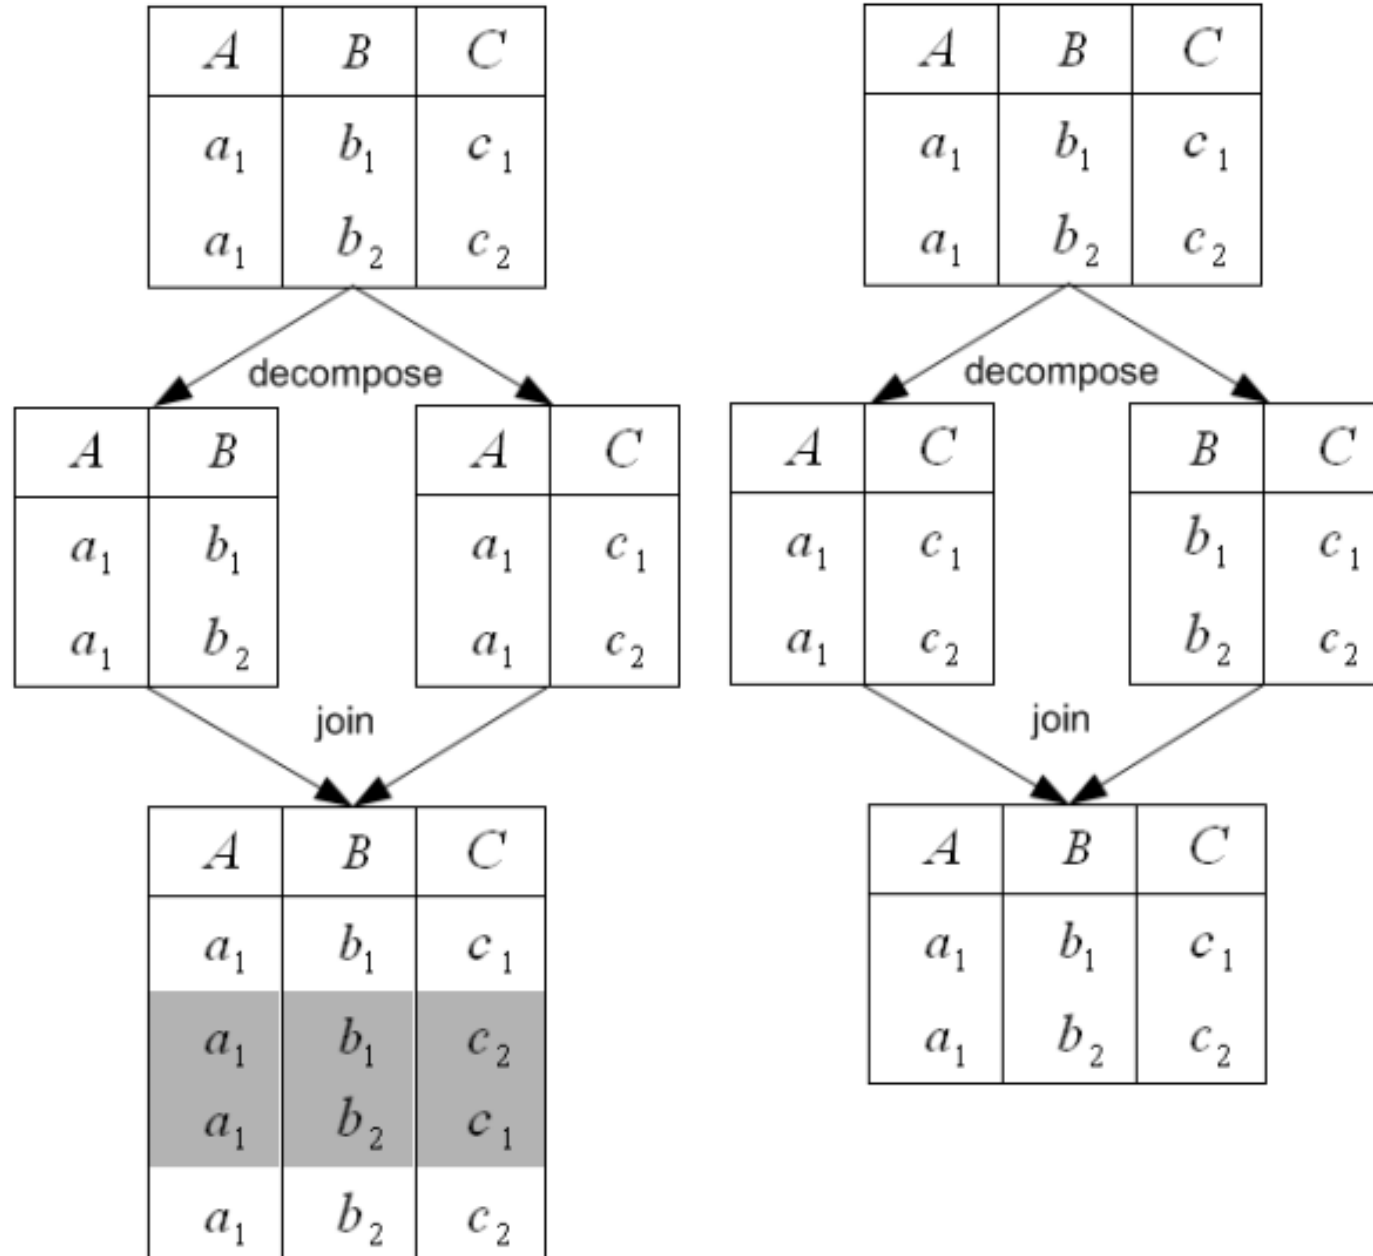 A B C
a₁ b₁ c₁
a₁ b₂ c₂
decompose
A B
a₁ b₁
a₁ b₂
A C
a₁ c₁
a₁ c₂
join
A B C
a₁ b₁ c₁
a₁ b₁ c₂
a₁ b₂ c₁
a₁ b₂ c₂
A B C
a₁ b₁ c₁
a₁ b₂ c₂
decompose
A C
a₁ c₁
a₁ c₂
B C
b₁ c₁
b₂ c₂
join
A B C
a₁ b₁ c₁
a₁ b₂ c₂